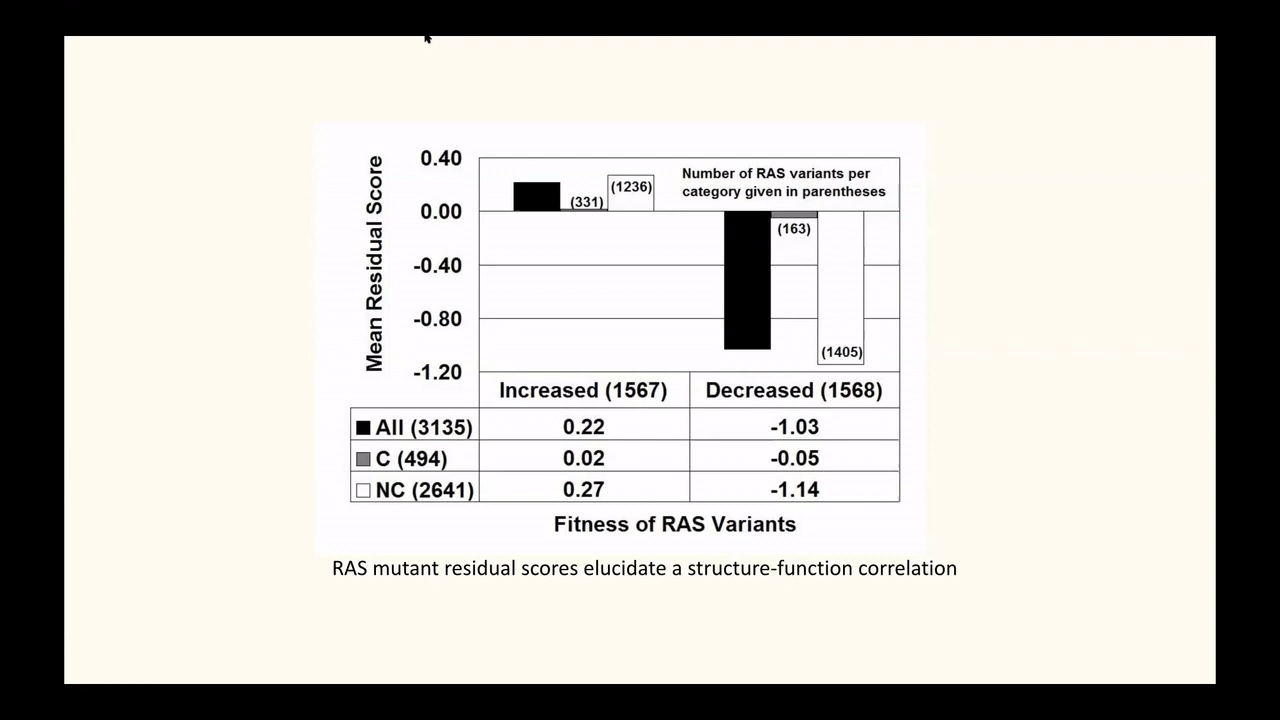 Mean Residual Score
0.40
0.00
-0.40
-0.80
-1.20
Number of RAS variants per
category given in parentheses
(331)
(1236)
(163)
(1405)
Increased (1567) Decreased (1568)
All (3135) 0.22 -1.03
C (494) 0.02 -0.05
NC (2641) 0.27 -1.14
Fitness of RAS Variants
RAS mutant residual scores elucidate a structure-function correlation